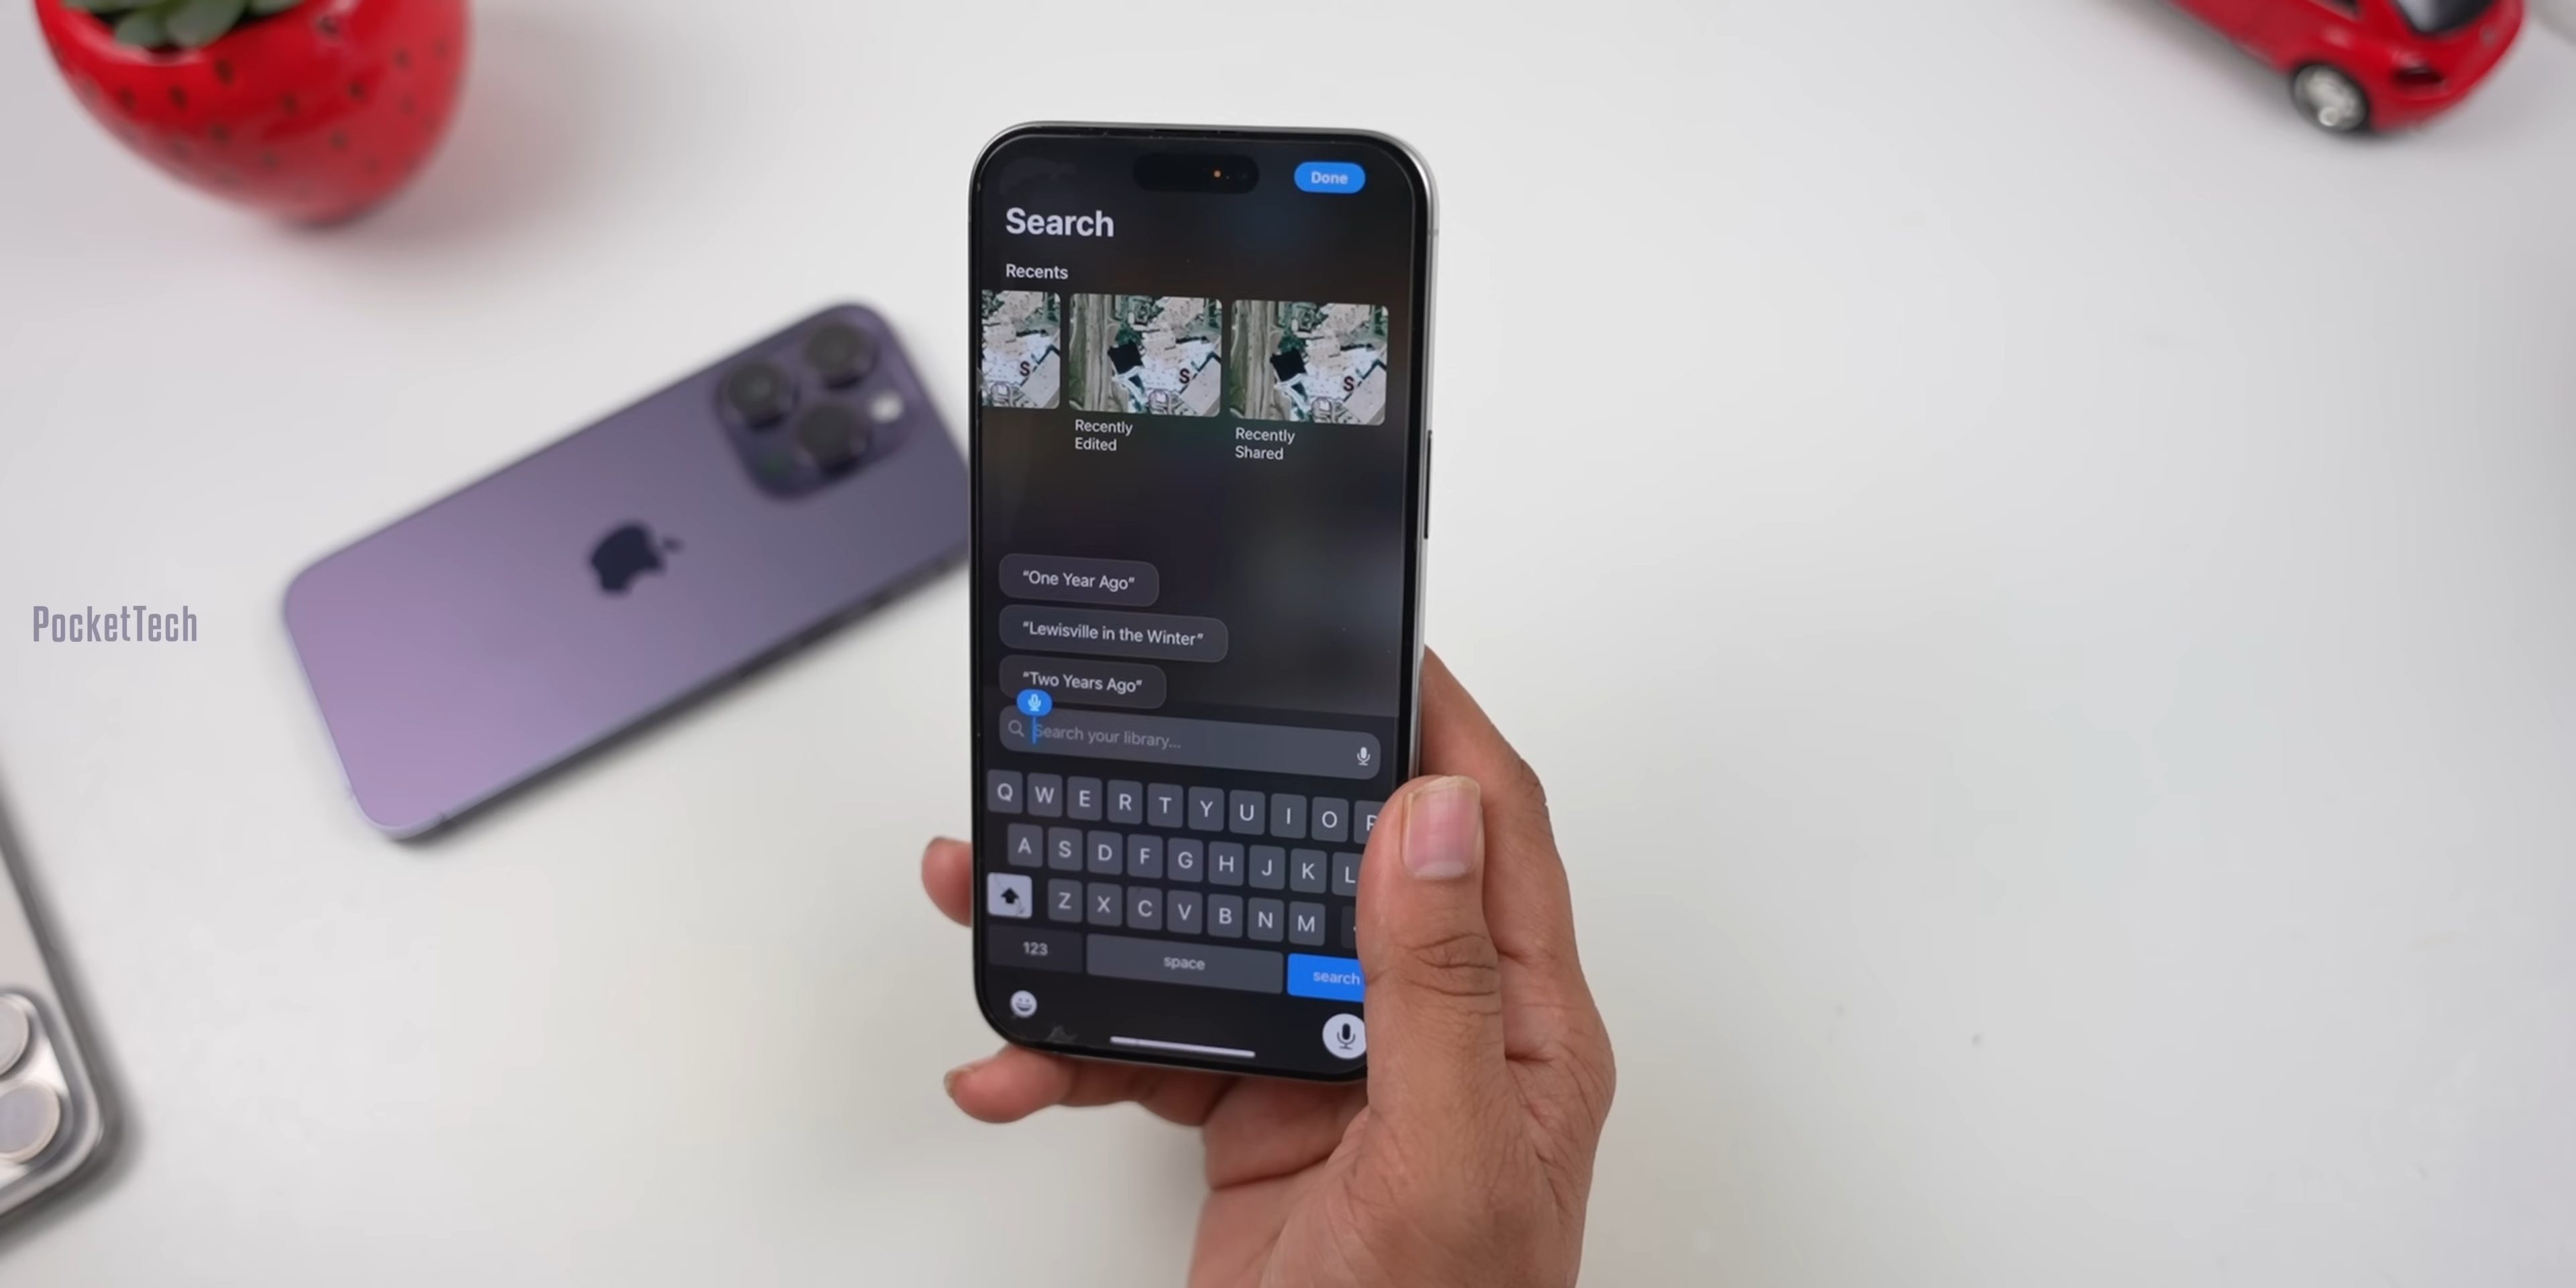 Done
Search
Recents
S
S
S
Recently
Edited
Recently
Shared
"One Year Ago"
"Lewisville in the Winter"
"Two Years Ago"
Search your library...
Q W E R T Y U I O P
A S D F G H J K L
Z X C V B N M
123 space search
PocketTech